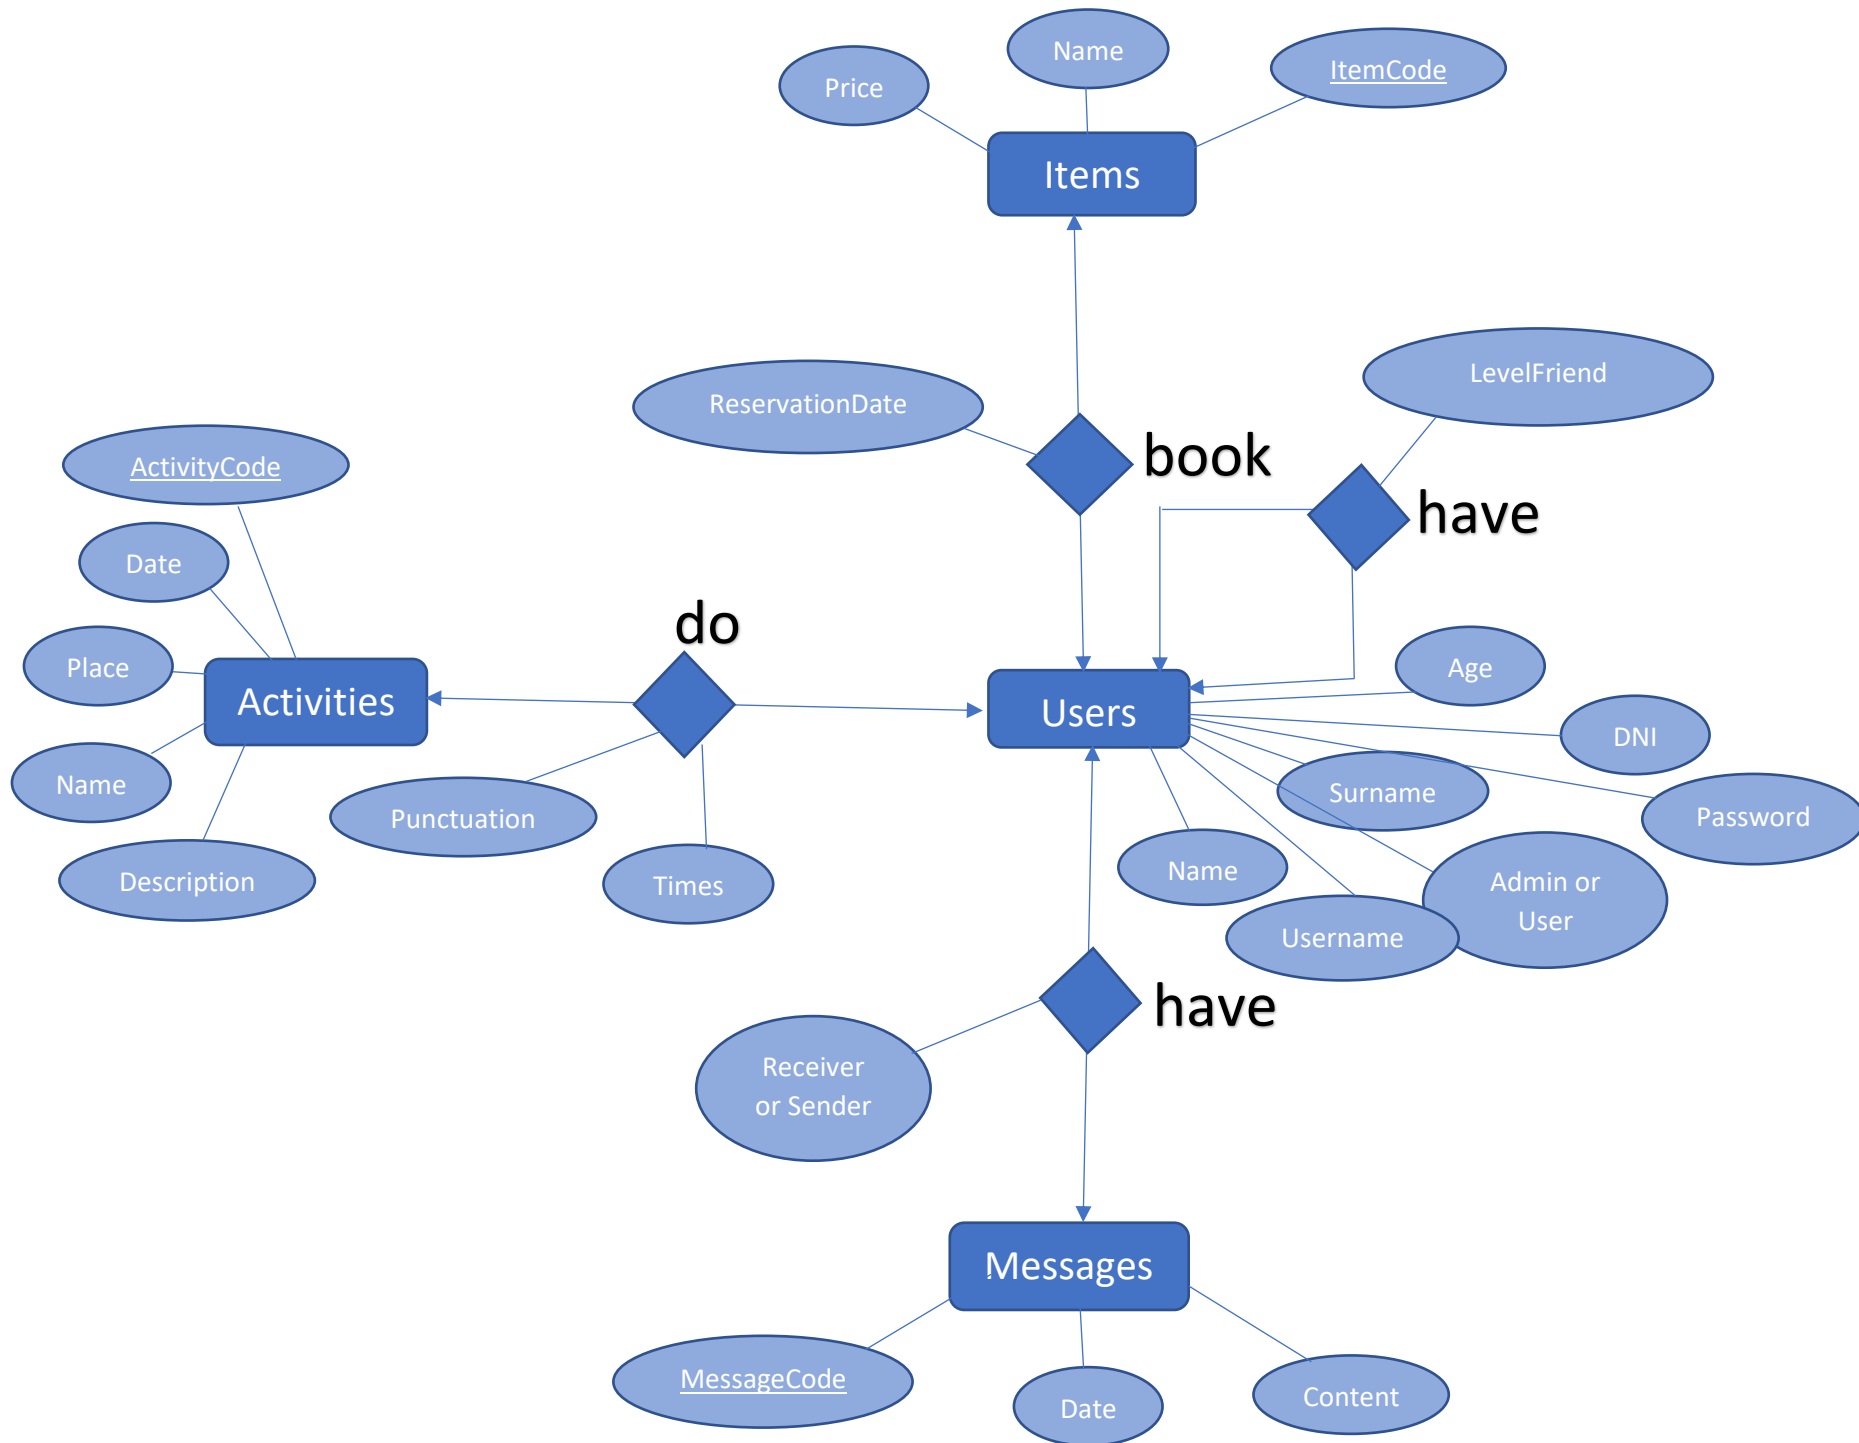 Name
ItemCode
Price
Items
LevelFriend
ReservationDate
book
have
ActivityCode
Date
do
Place
Age
Activities
Users
DNI
Name
Surname
Punctuation
Password
Description
Times
Name
Admin or
User
Username
have
Receiver
or Sender
Messages
MessageCode
Date
Content